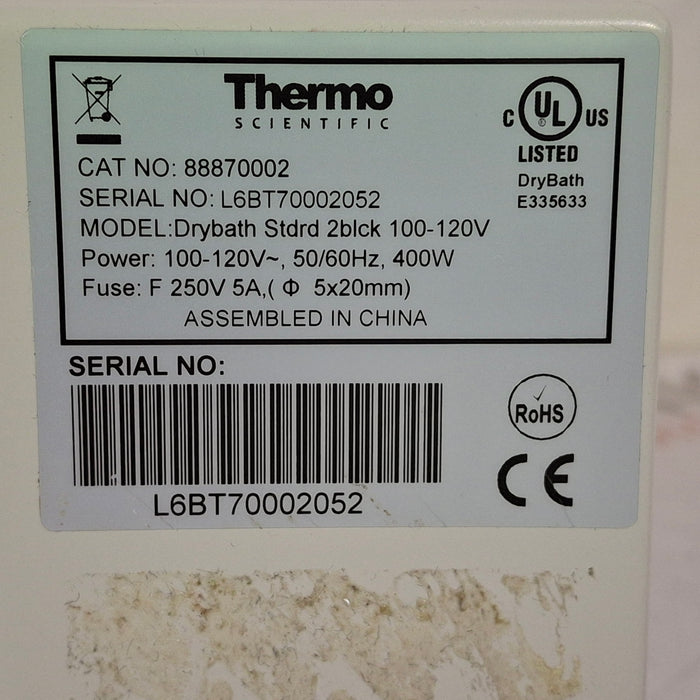 Thermo
SCIENTIFIC
CAT NO: 88870002
SERIAL NO: L6BT70002052
MODEL:Drybath Stdrd 2blck 100-120V
Power: 100-120V~, 50/60Hz, 400W
Fuse: F 250V 5A,( Φ 5x20mm)
ASSEMBLED IN CHINA
C UL US
LISTED
DryBath
E335633
SERIAL NO:
L6BT70002052
RoHS
CE